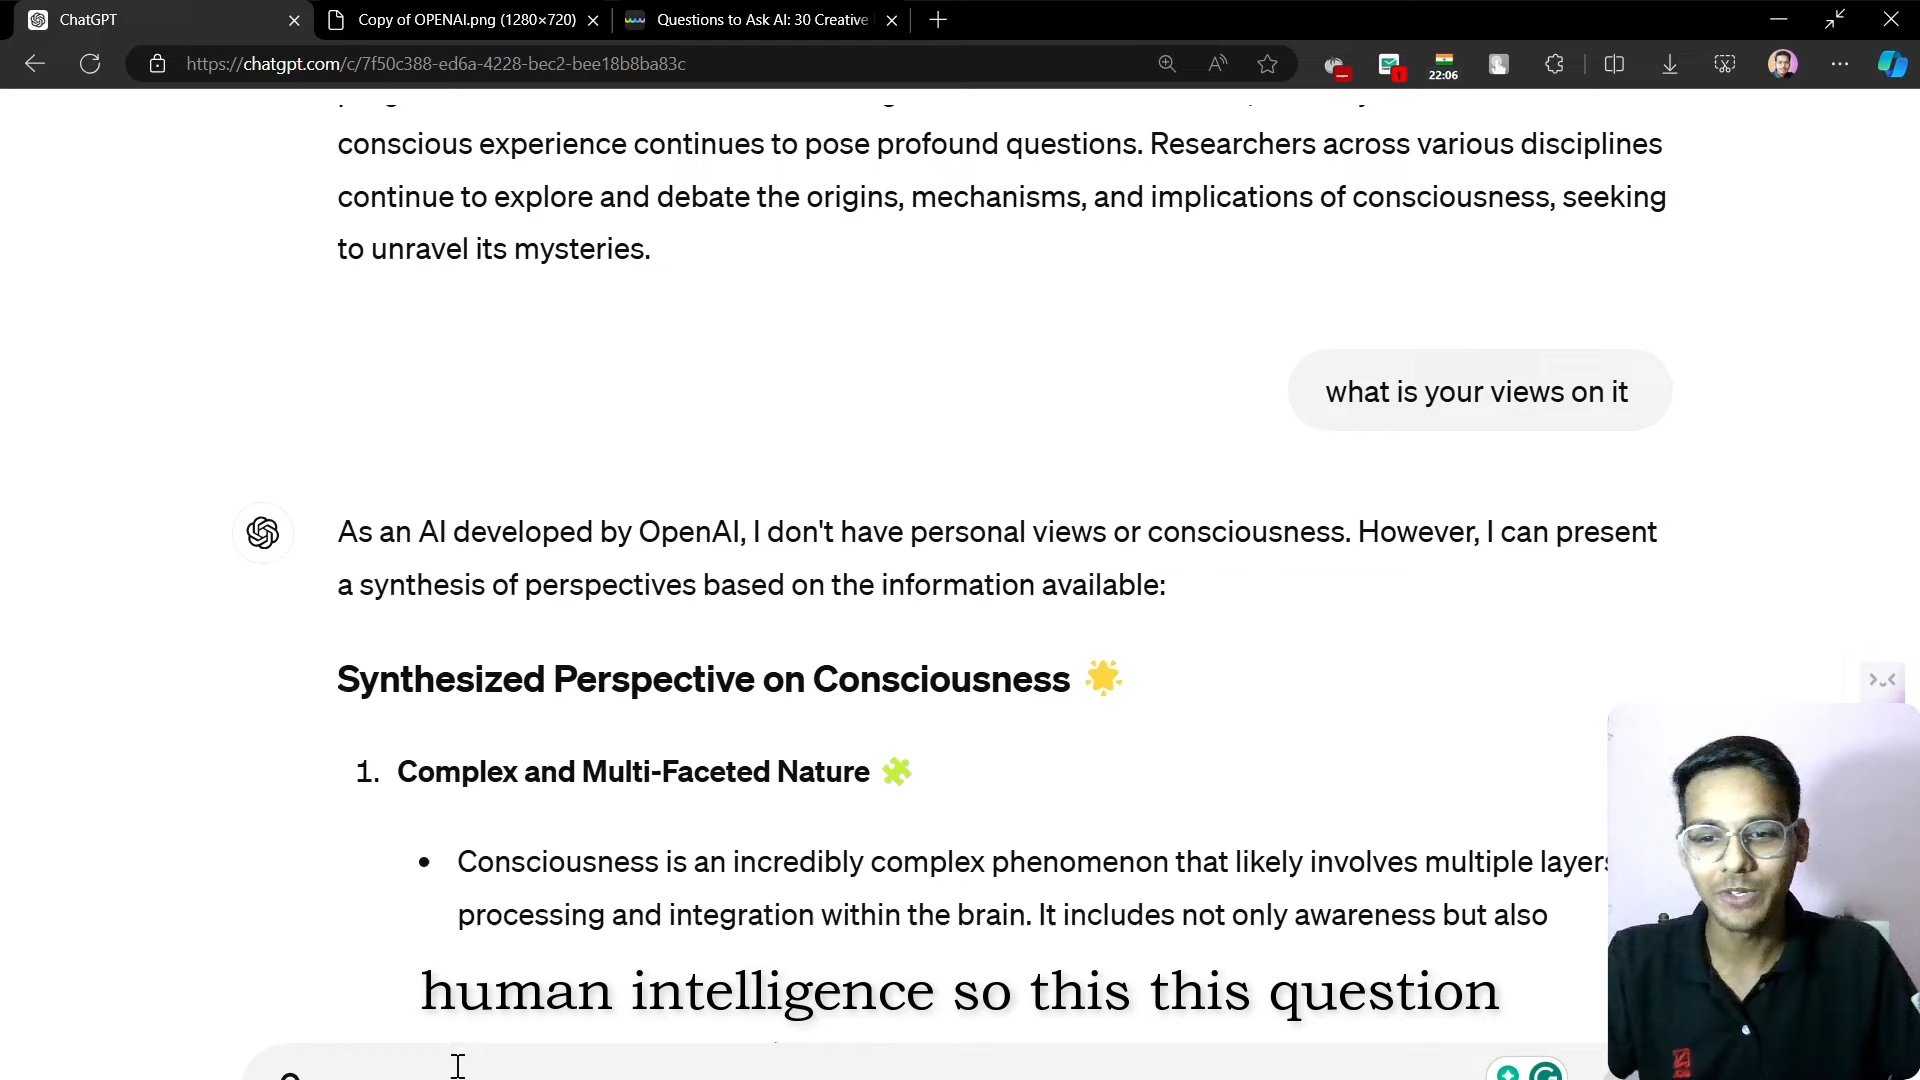 ChatGPT
Copy of OPENAI.png (1280×720)
Questions to Ask AI: 30 Creative
https://chatgpt.com/c/7f50c388-ed6a-4228-bec2-bee18b8ba83c
1
22:06
conscious experience continues to pose profound questions. Researchers across various disciplines
continue to explore and debate the origins, mechanisms, and implications of consciousness, seeking
to unravel its mysteries.
what is your views on it
As an AI developed by OpenAI, I don't have personal views or consciousness. However, I can present
a synthesis of perspectives based on the information available:
Synthesized Perspective on Consciousness 🌟
1. Complex and Multi-Faceted Nature 🧩
• Consciousness is an incredibly complex phenomenon that likely involves multiple layers
processing and integration within the brain. It includes not only awareness but also
human intelligence so this this question